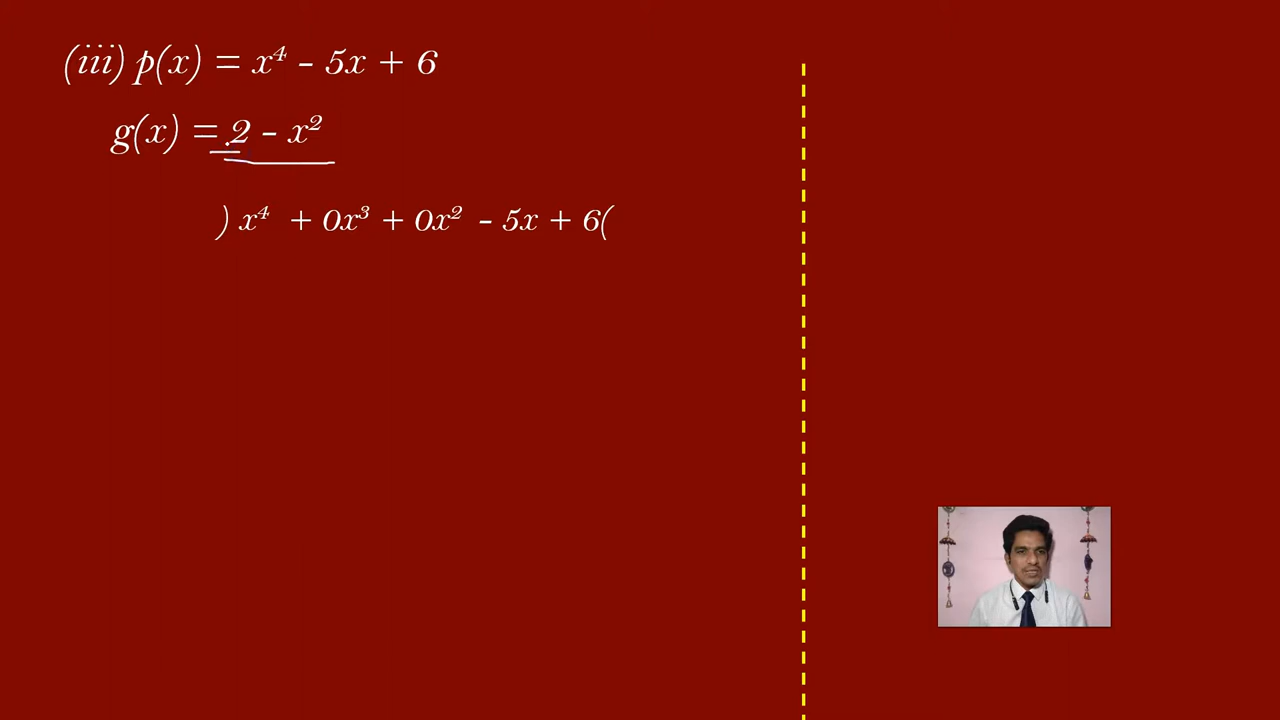 (iii) p(x) = x⁴ - 5x + 6
g(x) = 2 - x²
) x⁴ + 0x³ + 0x² - 5x + 6(